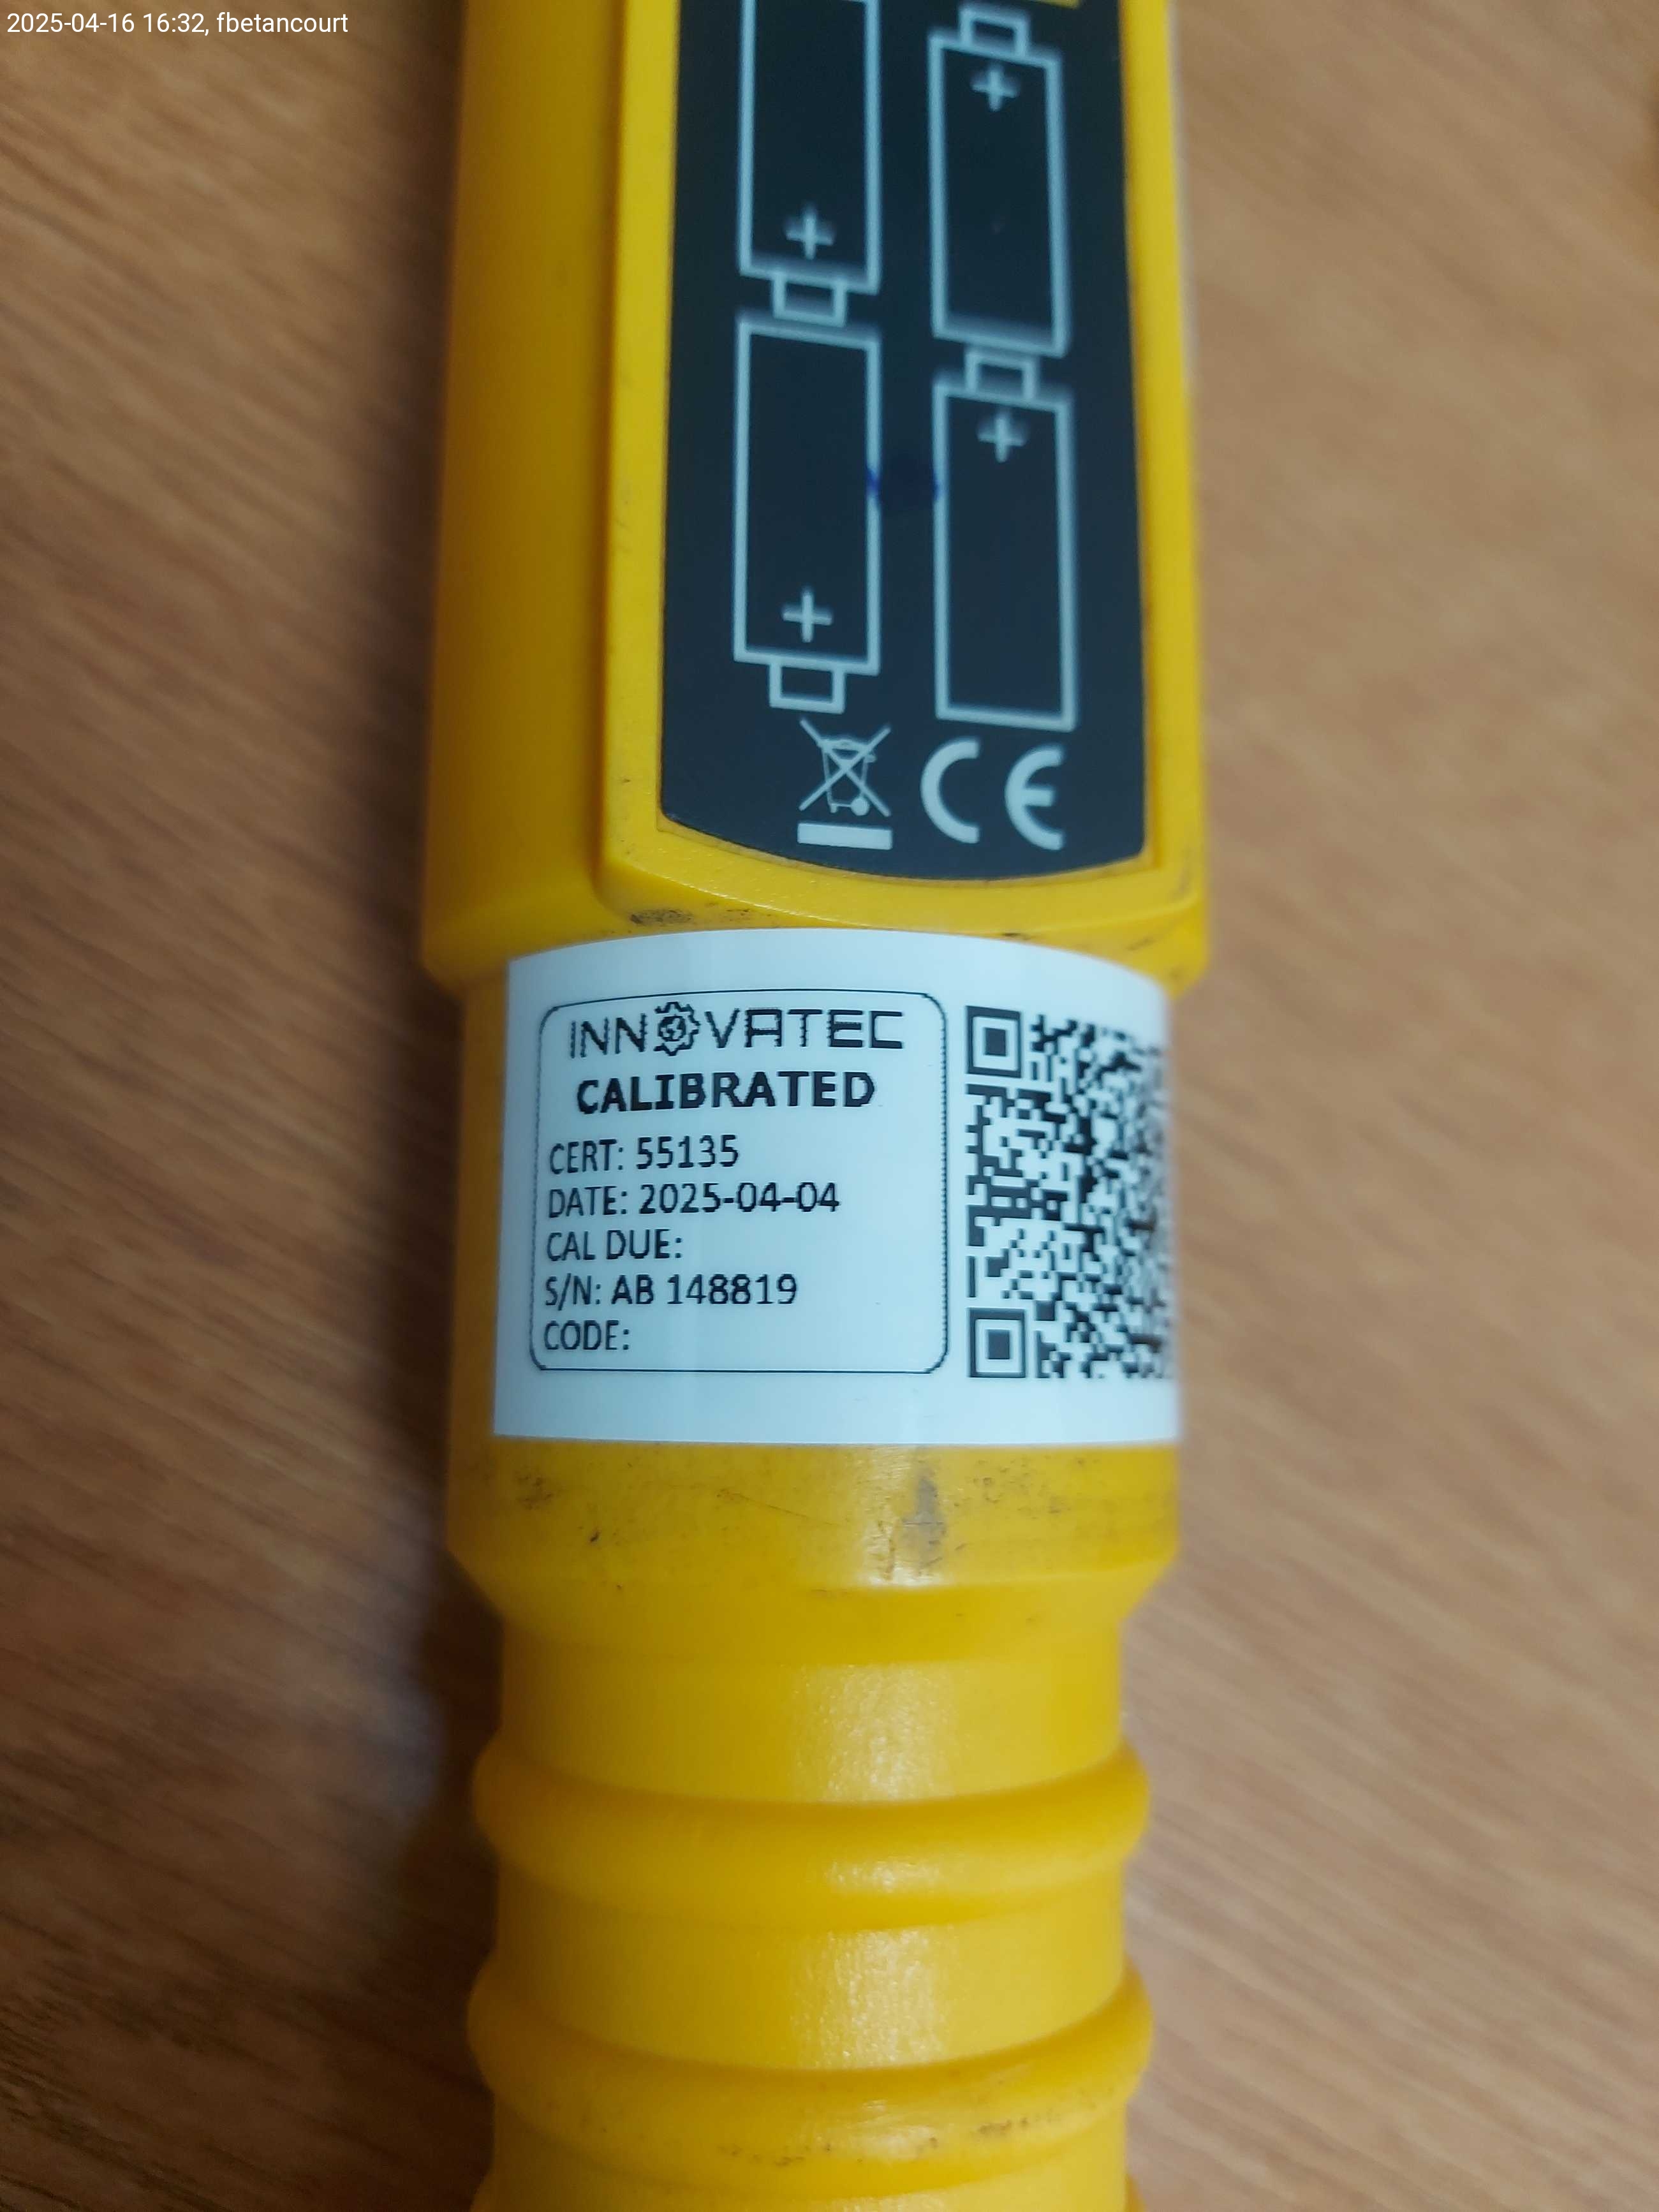 2025-04-16 16:32, fbetancourt
+ +
+ +
CE
INNOVATEC
CALIBRATED
CERT: 55135
DATE: 2025-04-04
CAL DUE:
S/N: AB 148819
CODE: